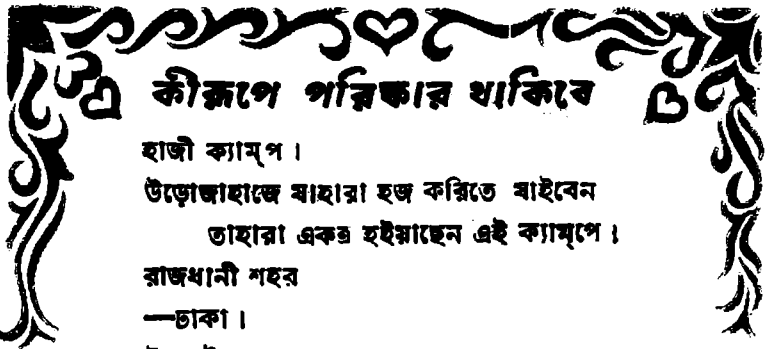 কীরূপে পরিষ্কার থাকিবে
হাজী ক্যাম্প ।
উড়োজাহাজে যাহারা হজ করিতে যাইবেন
তাহারা একত্র হইয়াছেন এই ক্যাম্পে ।
রাজধানী শহর
—ঢাকা ।